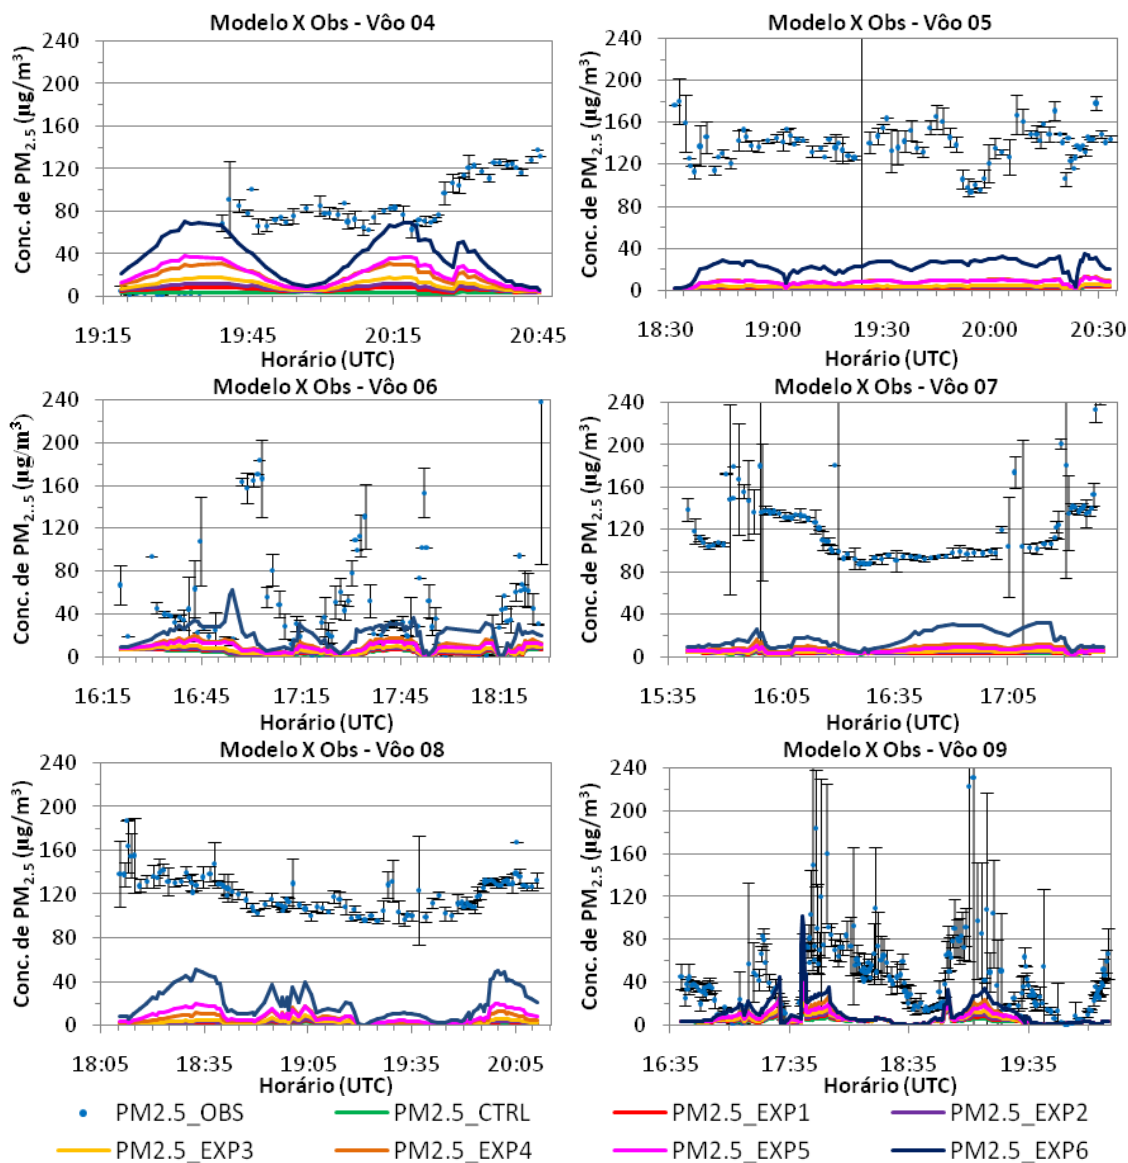 Modelo X Obs - Vôo 04
Conc. de PM2.5 (µg/m³)
240
200
160
120
80
40
0
19:15 19:45 20:15 20:45
Horário (UTC)
Modelo X Obs - Vôo 05
Conc. de PM2.5 (µg/m³)
240
200
160
120
80
40
0
18:30 19:00 19:30 20:00 20:30
Horário (UTC)
Modelo X Obs - Vôo 06
Conc. de PM2..5 (µg/m³)
240
200
160
120
80
40
0
16:15 16:45 17:15 17:45 18:15
Horário (UTC)
Modelo X Obs - Vôo 07
Conc. de PM2.5 (µg/m³)
240
200
160
120
80
40
0
15:35 16:05 16:35 17:05
Horário (UTC)
Modelo X Obs - Vôo 08
Conc. de PM2.5 (µg/m³)
240
200
160
120
80
40
0
18:05 18:35 19:05 19:35 20:05
Horário (UTC)
Modelo X Obs - Vôo 09
Conc. de PM2.5 (µg/m³)
240
200
160
120
80
40
0
16:35 17:35 18:35 19:35
Horário (UTC)
PM2.5_OBS PM2.5_CTRL PM2.5_EXP1 PM2.5_EXP2
PM2.5_EXP3 PM2.5_EXP4 PM2.5_EXP5 PM2.5_EXP6